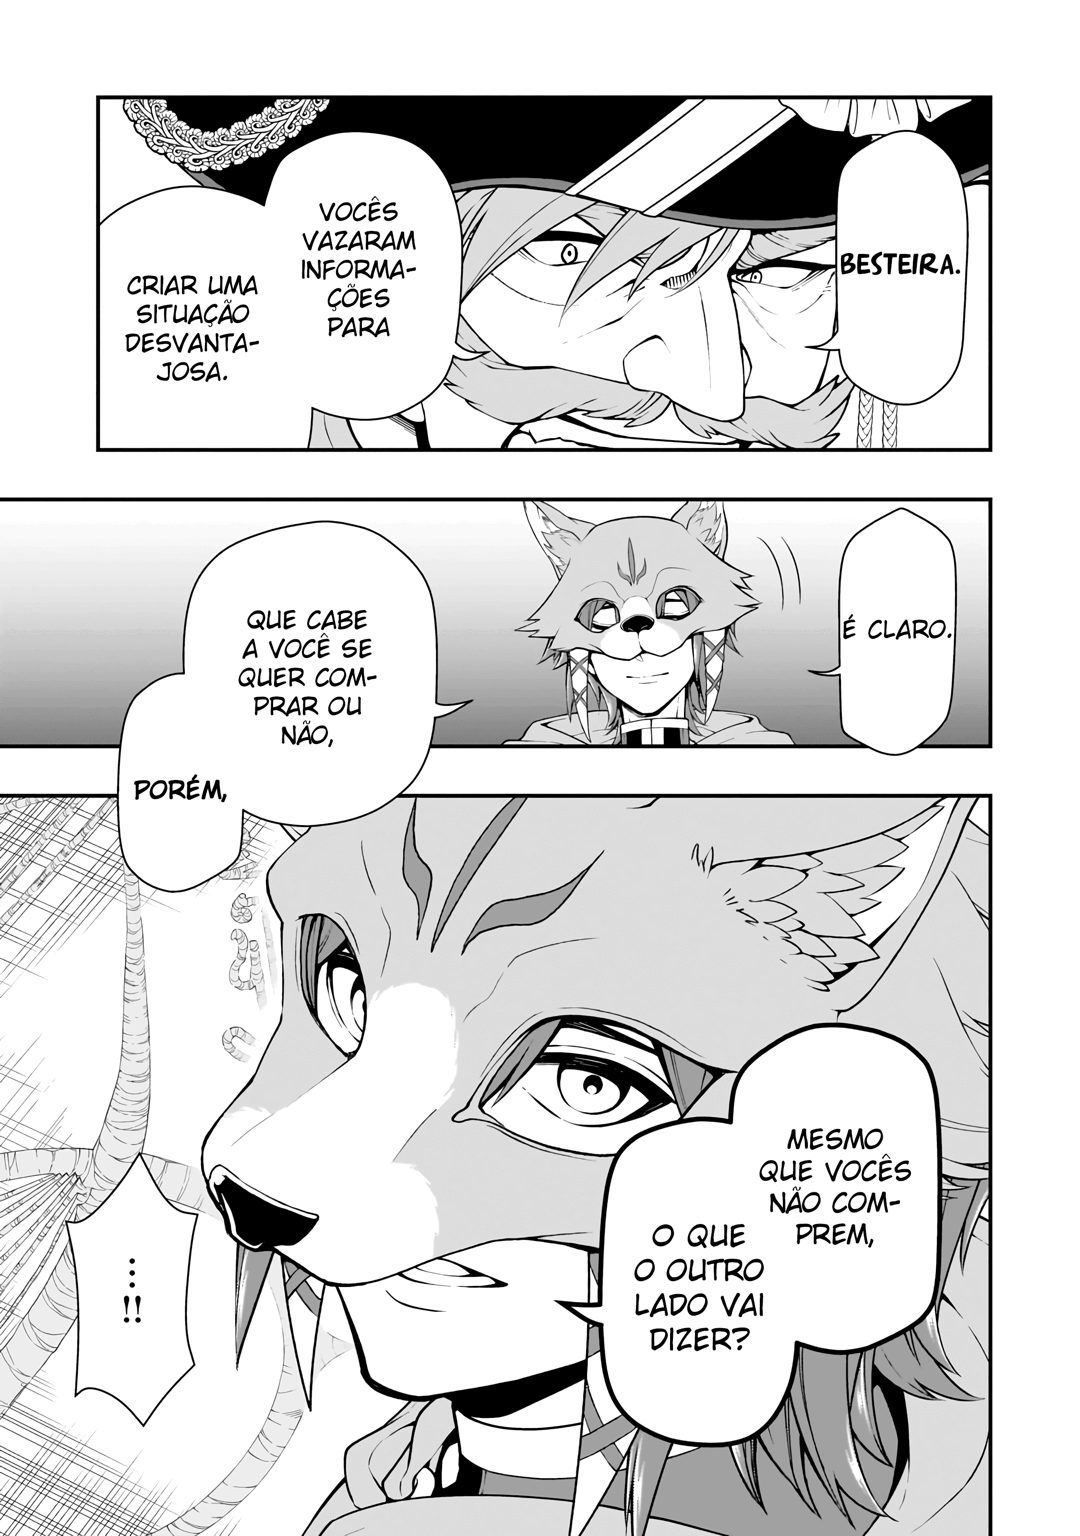 BESTEIRA.
VOCÊS
VAZARAM
INFORMA-
ÇÕES
PARA
CRIAR UMA
SITUAÇÃO
DESVANTA-
JOSA.
É CLARO.
QUE CABE
A VOCÊ SE
QUER COM-
PRAR OU
NÃO,
PORÉM,
MESMO
QUE VOCÊS
NÃO COM-
PREM,
O QUE
O OUTRO
LADO VAI
DIZER?
...!!